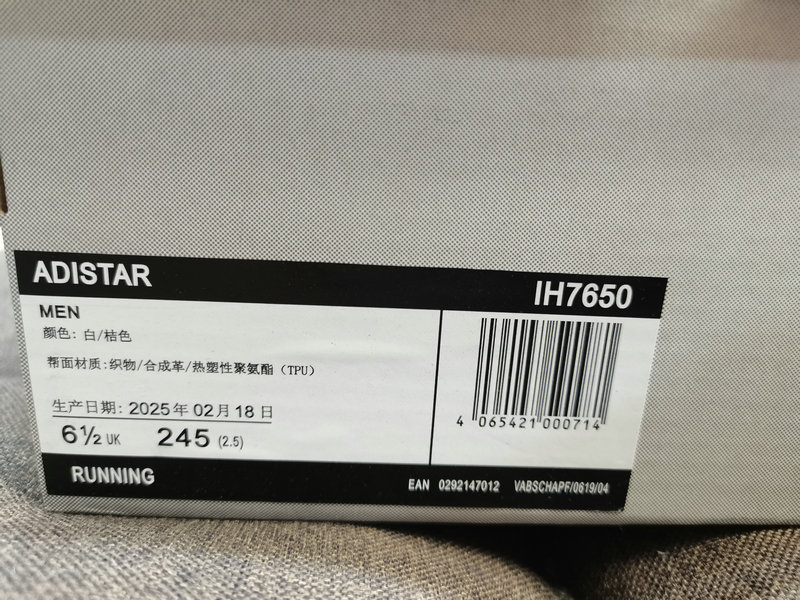 ADISTAR
IH7650
MEN
颜色: 白/桔色
帮面材质:织物/合成革/热塑性聚氨酯（TPU）
生产日期: 2025年02月18日
6½ UK 245 (2.5)
4 065421 000714
RUNNING
EAN 0292147012 VABSCHAPF/0619/04